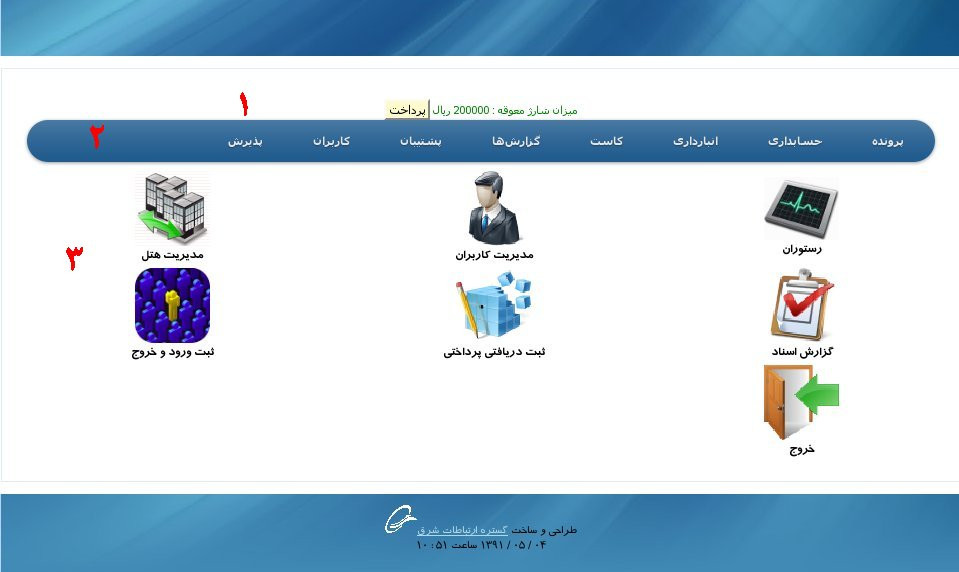 ۱
میزان شارژ معوقه : 200000 ریال پرداخت
۲
پرونده حسابداری انبارداری کاست گزارش‌ها پشتیبان کاربران پذیرش
۳
رستوران مدیریت کاربران مدیریت هتل
گزارش اسناد ثبت دریافتی پرداختی ثبت ورود و خروج
خروج
طراحی و ساخت گستره ارتباطات شرق
۱۳۹۱ / ۰۵ / ۰۴ ساعت ۵۱ : ۱۰